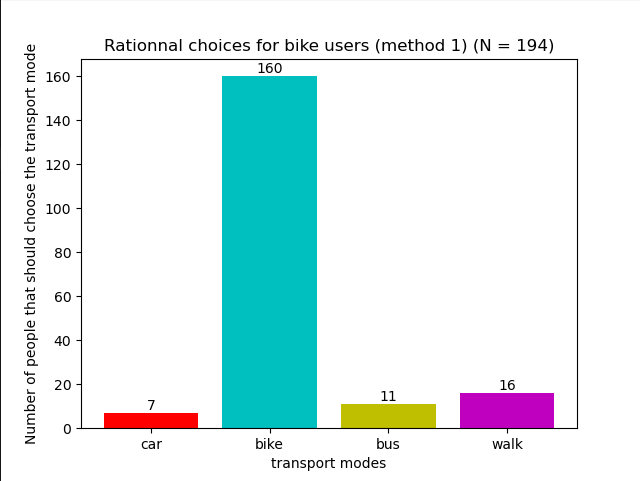 Rationnal choices for bike users (method 1) (N = 194)
Number of people that should choose the transport mode
160
140
120
100
80
60
40
20
0
7
160
11
16
car
bike
bus
walk
transport modes